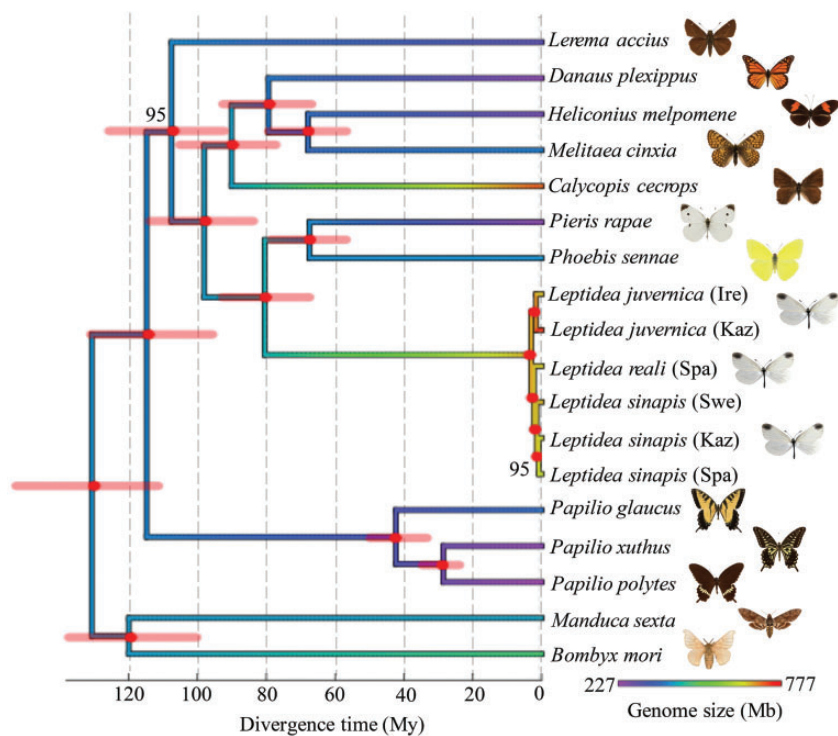 Lerema accius
Danaus plexippus
95
Heliconius melpomene
Melitaea cinxia
Calycopis cecrops
Pieris rapae
Phoebis sennae
Leptidea juvernica (Ire)
Leptidea juvernica (Kaz)
Leptidea reali (Spa)
Leptidea sinapis (Swe)
Leptidea sinapis (Kaz)
95
Leptidea sinapis (Spa)
Papilio glaucus
Papilio xuthus
Papilio polytes
Manduca sexta
Bombyx mori
120 100 80 60 40 20 0
Divergence time (My)
227 777
Genome size (Mb)